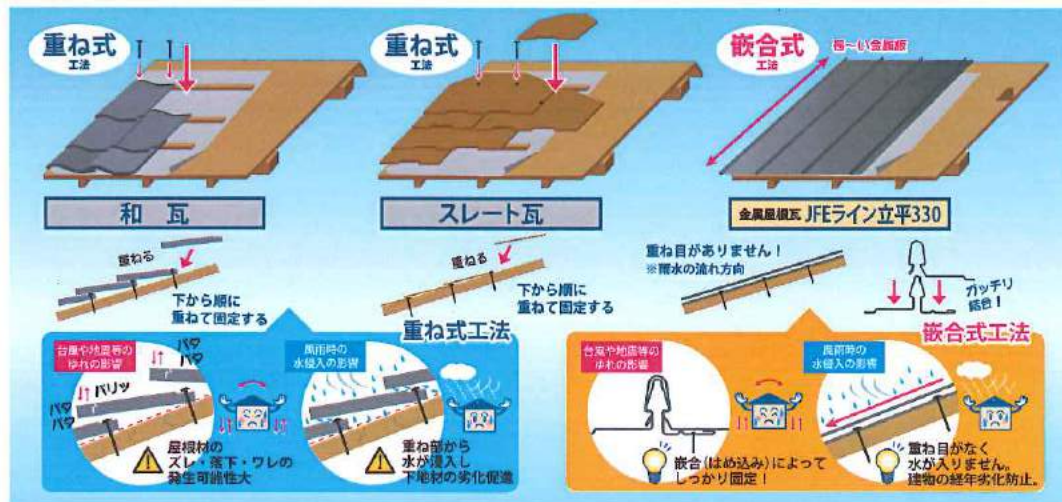 重ね式
工法
重ね式
工法
嵌合式
工法
長〜い金属板
和瓦
スレート瓦
金属屋根瓦 JFEライン立平330
重ねる
下から順に
重ねて固定する
重ねる
下から順に
重ねて固定する
重ね目がありません！
※雨水の流れ方向
ガッチリ
結合！
重ね式工法
台風や地震等の
ゆれの影響
バタ
バタ
バリッ
バタ
バタ
屋根材の
ズレ・落下・ワレの
発生可能性大
風雨時の
水侵入の影響
重ね部から
水が浸入し
下地材の劣化促進
嵌合式工法
台風や地震等の
ゆれの影響
嵌合(はめ込み)によって
しっかり固定！
風雨時の
水侵入の影響
重ね目がなく
水が入りません。
建物の経年劣化防止。